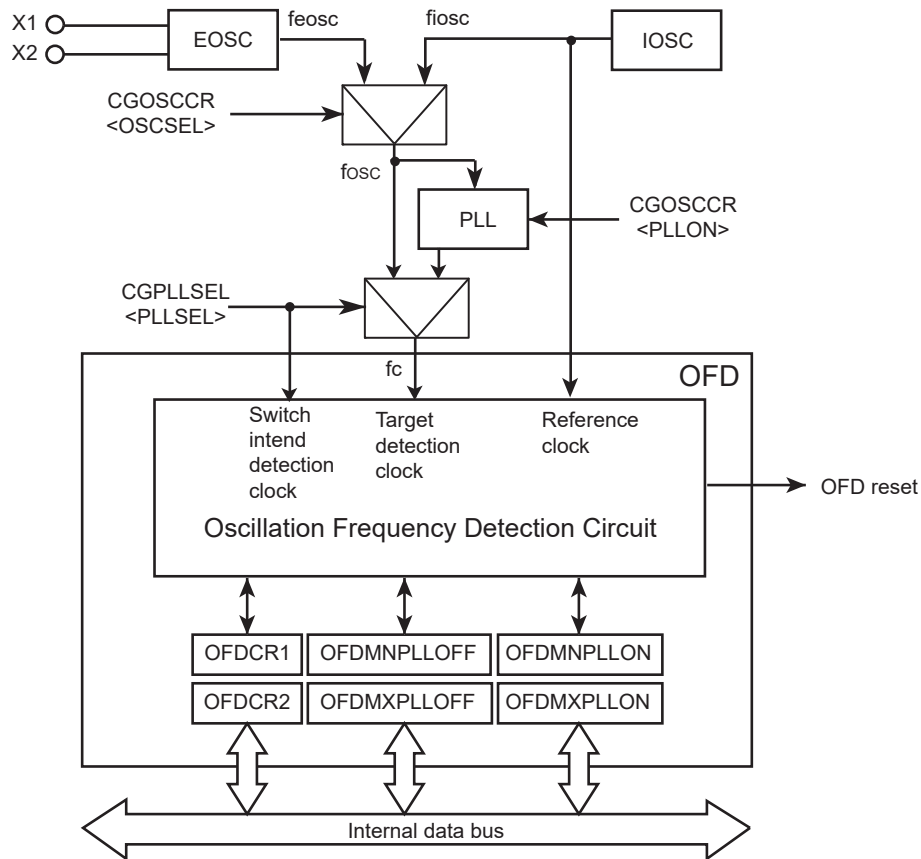 X1
X2
EOSC
feosc
fiosc
IOSC
CGOSCCR
<OSCSEL>
fosc
PLL
CGOSCCR
<PLLON>
CGPLLSEL
<PLLSEL>
fc
OFD
Switch
intend
detection
clock
Target
detection
clock
Reference
clock
OFD reset
Oscillation Frequency Detection Circuit
OFDCR1
OFDMNPLLOFF
OFDMNPLLON
OFDCR2
OFDMXPLLOFF
OFDMXPLLON
Internal data bus